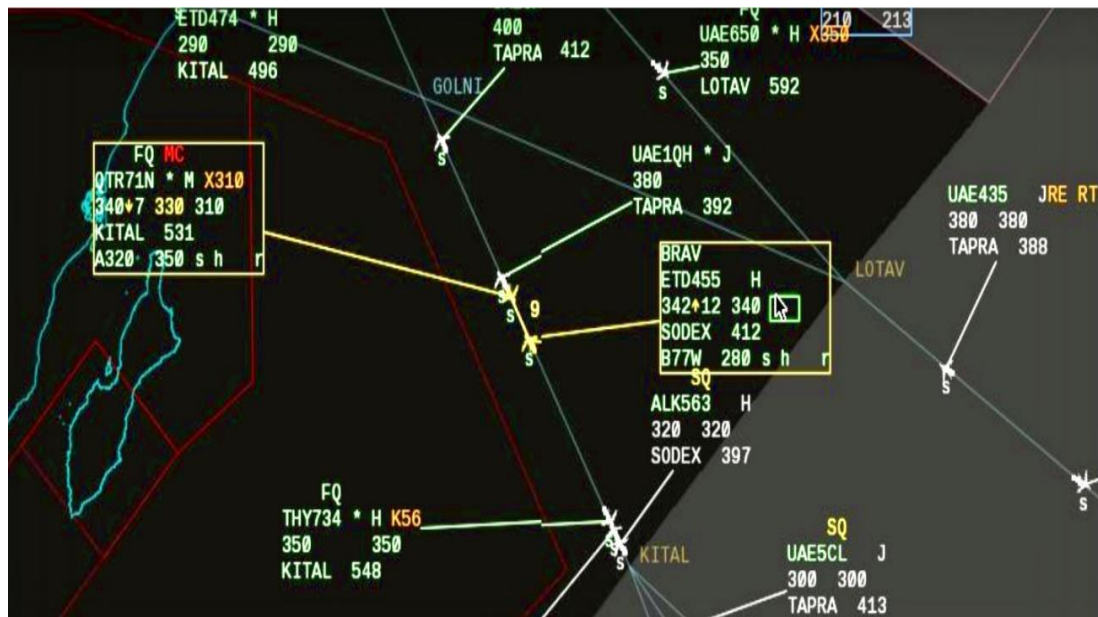 ETD474 * H
290 290
KITAL 496
400
TAPRA 412
FQ
UAE650 * H X350
350
LOTAV 592
210 213
GOLNI
FQ MC
QTR71N * M X310
340↓7 330 310
KITAL 531
A320 350 s h r
UAE1QH * J
380
TAPRA 392
UAE435 JRE RT
380 380
TAPRA 388
BRAV
ETD455 H
342↑12 340
SODEX 412
B77W 280 s h r
LOTAV
9
SQ
ALK563 H
320 320
SODEX 397
FQ
THY734 * H K56
350 350
KITAL 548
KITAL
SQ
UAE5CL J
300 300
TAPRA 413
S
S
S
S
S
S
S
S
S